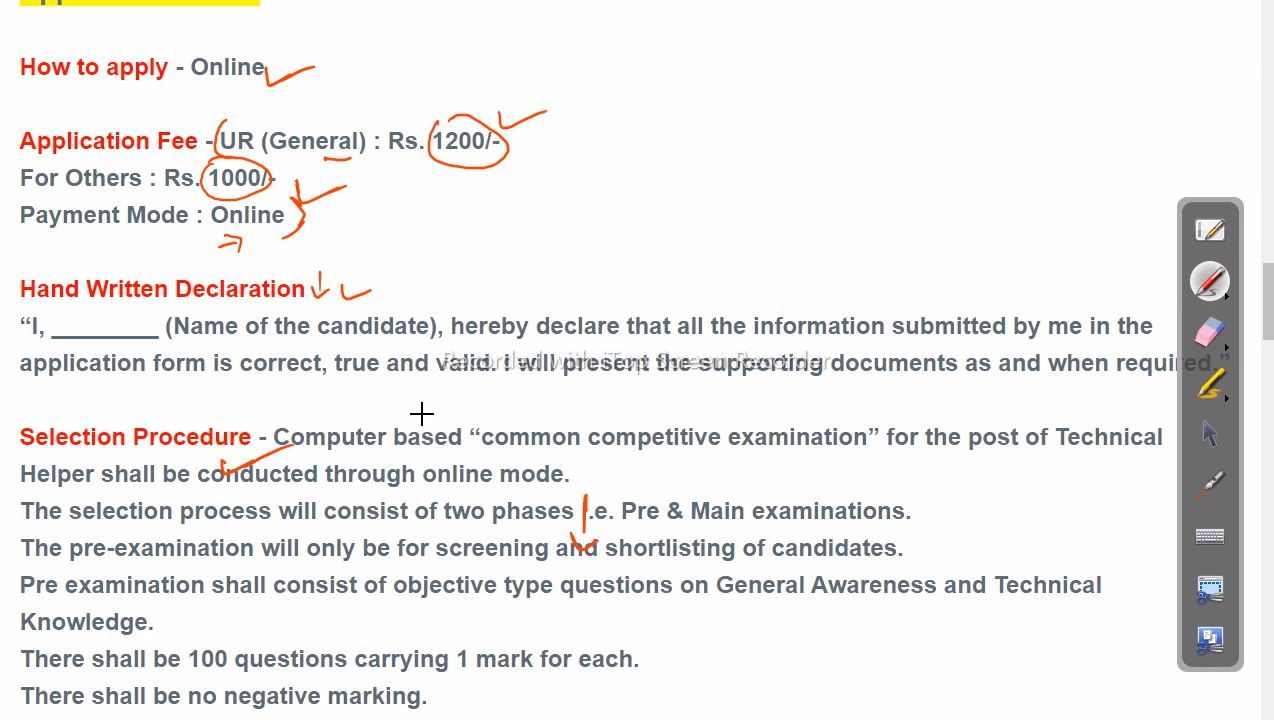 How to apply - Online
Application Fee - UR (General) : Rs. 1200/-
For Others : Rs. 1000/-
Payment Mode : Online
Hand Written Declaration
“I, ________ (Name of the candidate), hereby declare that all the information submitted by me in the
application form is correct, true and valid. I will present the supporting documents as and when required.”
Recorded with iTop Screen Recorder
Selection Procedure - Computer based “common competitive examination” for the post of Technical
Helper shall be conducted through online mode.
The selection process will consist of two phases i.e. Pre & Main examinations.
The pre-examination will only be for screening and shortlisting of candidates.
Pre examination shall consist of objective type questions on General Awareness and Technical
Knowledge.
There shall be 100 questions carrying 1 mark for each.
There shall be no negative marking.